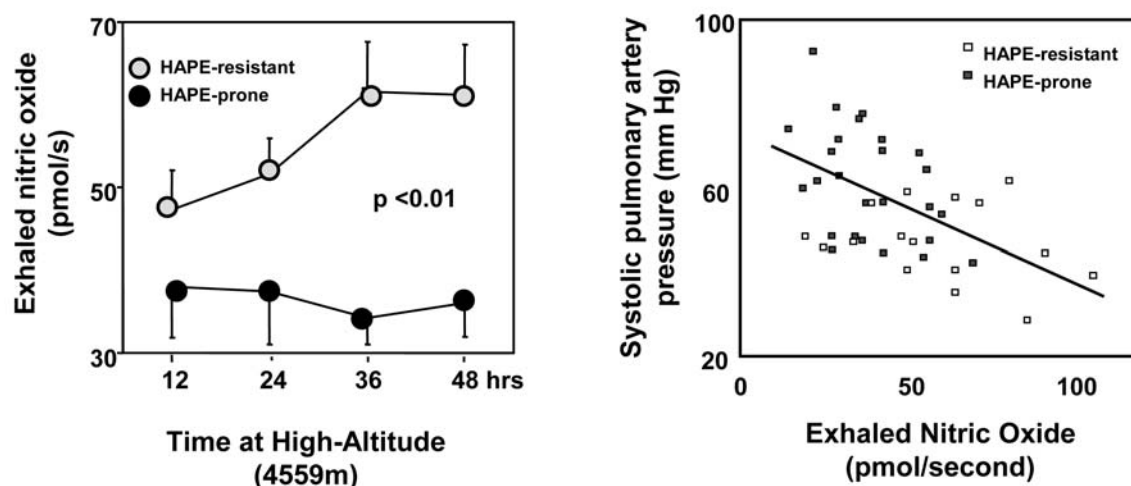 Exhaled nitric oxide
(pmol/s)
70
50
30
HAPE-resistant
HAPE-prone
p <0.01
12 24 36 48 hrs
Time at High-Altitude
(4559m)
Systolic pulmonary artery
pressure (mm Hg)
100
60
20
HAPE-resistant
HAPE-prone
0 50 100
Exhaled Nitric Oxide
(pmol/second)